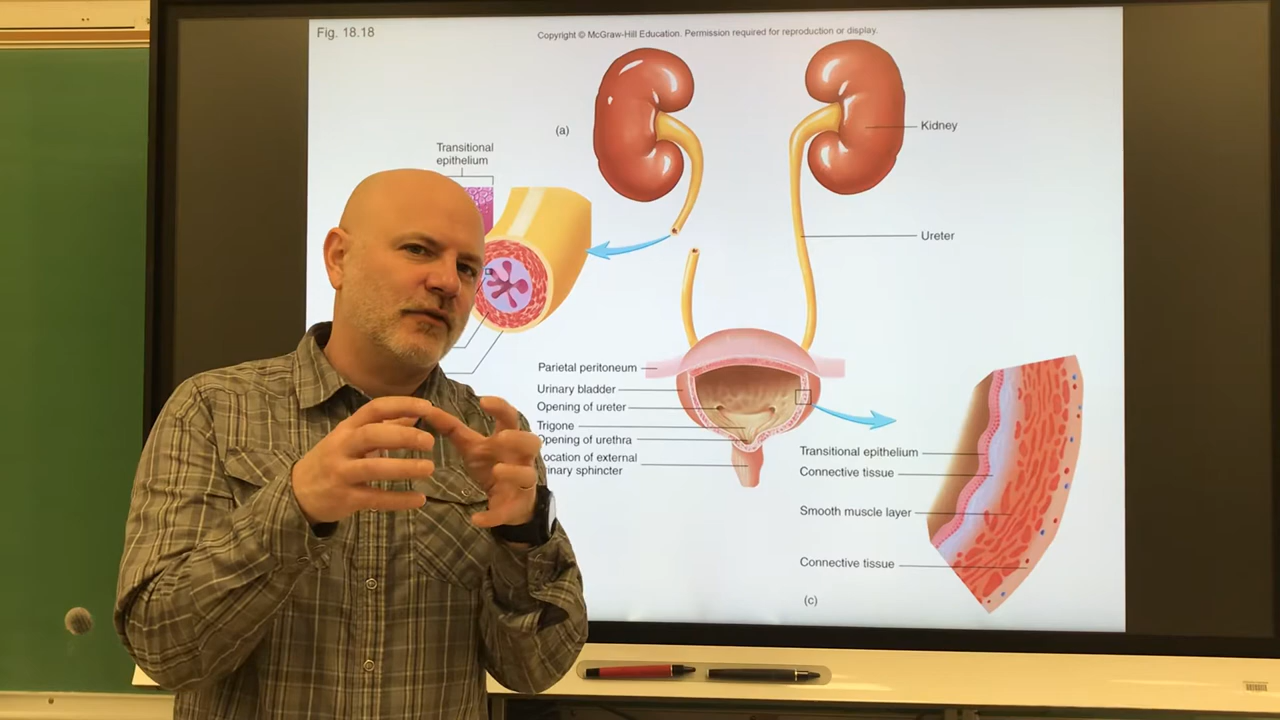 Fig. 18.18
Copyright © McGraw-Hill Education. Permission required for reproduction or display.
(a)
Kidney
Transitional
epithelium
Ureter
Parietal peritoneum
Urinary bladder
Opening of ureter
Trigone
Opening of urethra
ocation of external
inary sphincter
Transitional epithelium
Connective tissue
Smooth muscle layer
Connective tissue
(c)